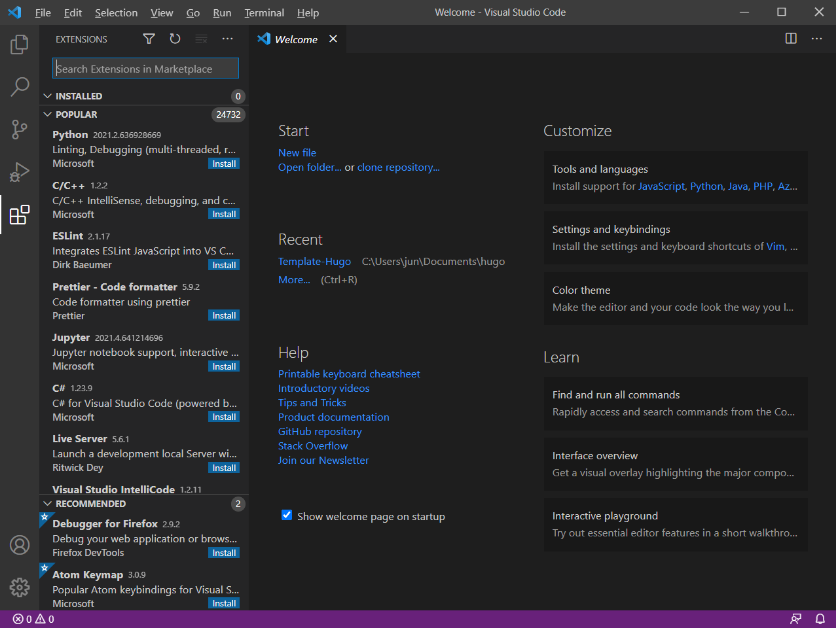 File Edit Selection View Go Run Terminal Help
Welcome - Visual Studio Code
EXTENSIONS
Search Extensions in Marketplace
INSTALLED 0
POPULAR 24732
Python 2021.2.636928669
Linting, Debugging (multi-threaded, r...
Microsoft Install
C/C++ 1.2.2
C/C++ IntelliSense, debugging, and c...
Microsoft Install
ESLint 2.1.17
Integrates ESLint JavaScript into VS C...
Dirk Baeumer Install
Prettier - Code formatter 5.9.2
Code formatter using prettier
Prettier Install
Jupyter 2021.4.641214696
Jupyter notebook support, interactive ...
Microsoft Install
C# 1.23.9
C# for Visual Studio Code (powered b...
Microsoft Install
Live Server 5.6.1
Launch a development local Server wi...
Ritwick Dey Install
Visual Studio IntelliCode 1.2.11
RECOMMENDED 2
Debugger for Firefox 2.9.2
Debug your web application or brows...
Firefox DevTools Install
Atom Keymap 3.0.9
Popular Atom keybindings for Visual S...
Microsoft Install
Welcome
Start
New file
Open folder... or clone repository...
Recent
Template-Hugo C:\Users\jun\Documents\hugo
More... (Ctrl+R)
Help
Printable keyboard cheatsheet
Introductory videos
Tips and Tricks
Product documentation
GitHub repository
Stack Overflow
Join our Newsletter
Show welcome page on startup
Customize
Tools and languages
Install support for JavaScript, Python, Java, PHP, Az...
Settings and keybindings
Install the settings and keyboard shortcuts of Vim, ...
Color theme
Make the editor and your code look the way you l...
Learn
Find and run all commands
Rapidly access and search commands from the Co...
Interface overview
Get a visual overlay highlighting the major compo...
Interactive playground
Try out essential editor features in a short walkthro...
0 0